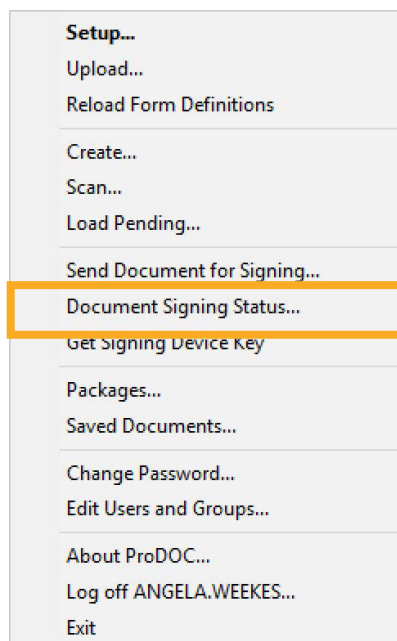 Setup...
Upload...
Reload Form Definitions
Create...
Scan...
Load Pending...
Send Document for Signing...
Document Signing Status...
Get Signing Device Key
Packages...
Saved Documents...
Change Password...
Edit Users and Groups...
About ProDOC...
Log off ANGELA.WEEKES...
Exit